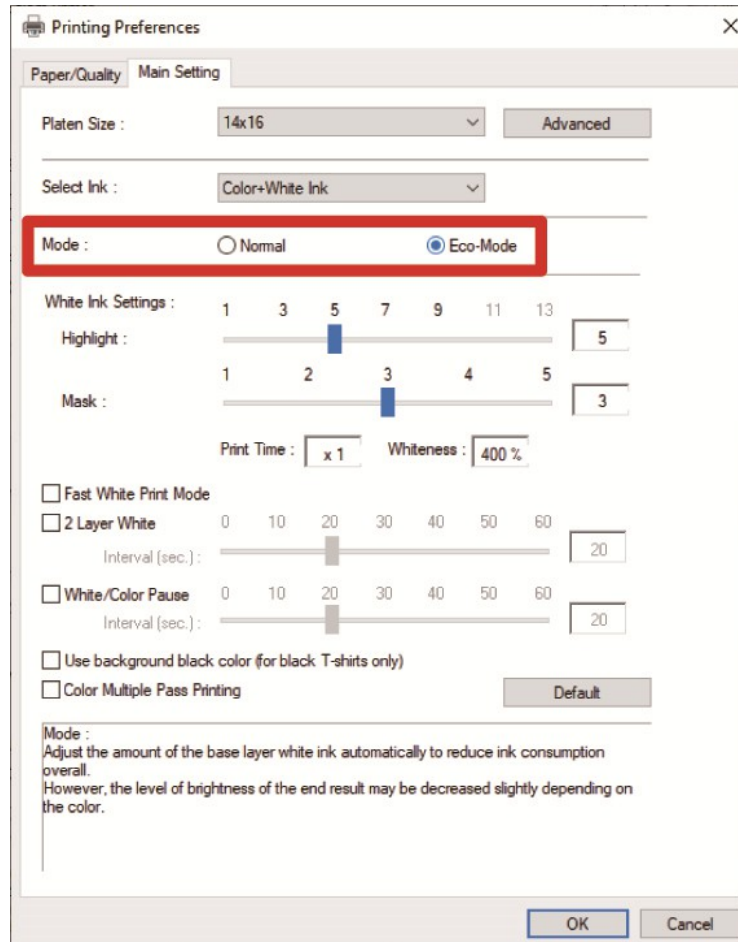 Printing Preferences
Paper/Quality Main Setting
Platen Size : 14x16 Advanced
Select Ink : Color+White Ink
Mode : Normal Eco-Mode
White Ink Settings : 1 3 5 7 9 11 13
Highlight : 5
1 2 3 4 5
Mask : 3
Print Time : x 1 Whiteness : 400 %
Fast White Print Mode
2 Layer White 0 10 20 30 40 50 60
Interval (sec.) : 20
White/Color Pause 0 10 20 30 40 50 60
Interval (sec.) : 20
Use background black color (for black T-shirts only)
Color Multiple Pass Printing Default
Mode :
Adjust the amount of the base layer white ink automatically to reduce ink consumption
overall.
However, the level of brightness of the end result may be decreased slightly depending on
the color.
OK Cancel